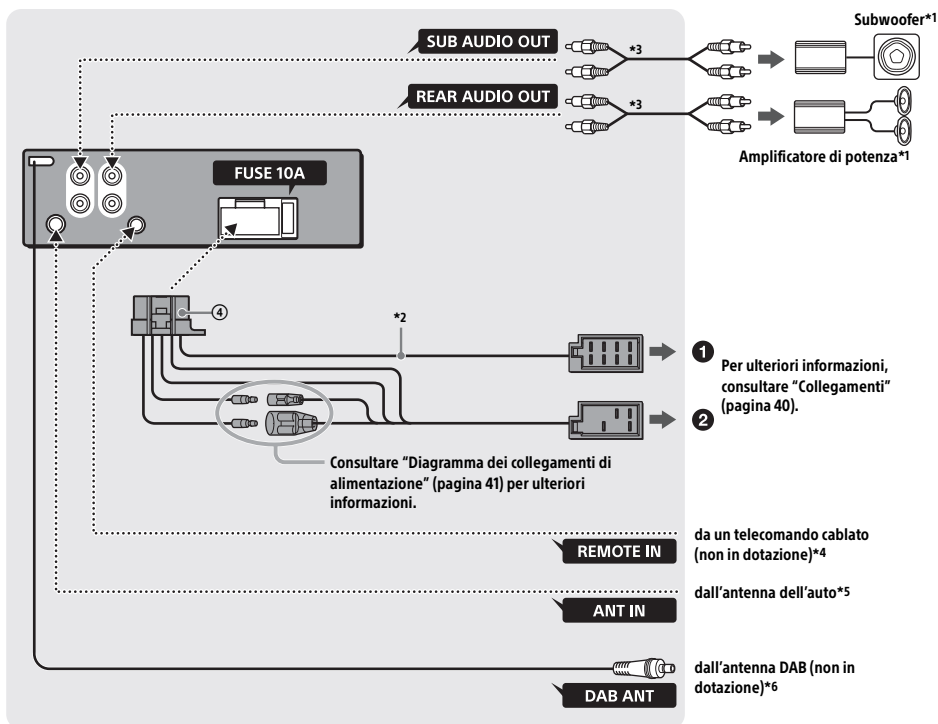 Subwoofer*1
SUB AUDIO OUT
*3
REAR AUDIO OUT
*3
Amplificatore di potenza*1
FUSE 10A
④
*2
❶
Per ulteriori informazioni,
consultare "Collegamenti"
(pagina 40).
❷
Consultare "Diagramma dei collegamenti di
alimentazione" (pagina 41) per ulteriori
informazioni.
da un telecomando cablato
(non in dotazione)*4
REMOTE IN
dall'antenna dell'auto*5
ANT IN
dall'antenna DAB (non in
dotazione)*6
DAB ANT